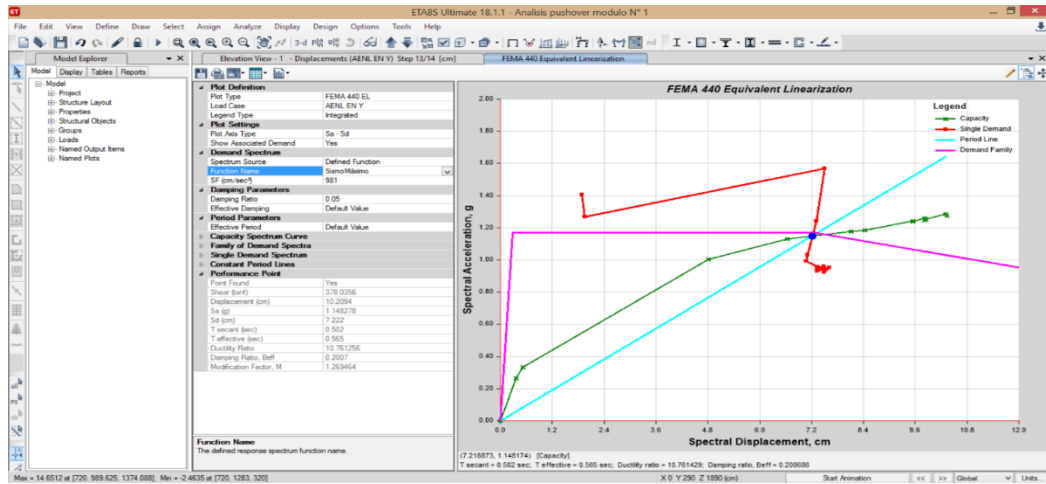 ETABS Ultimate 18.1.1 - Analisis pushover modulo N° 1
File Edit View Define Draw Select Assign Analyze Display Design Options Tools Help
Model Explorer
Elevation View - 1 - Displacements (AENL EN Y) Step 13/14 [cm]
FEMA 440 Equivalent Linearization
Model Display Tables Reports
Model
Project
Structure Layout
Properties
Structural Objects
Groups
Loads
Named Output Items
Named Plots
Plot Definition
Plot Type FEMA 440 EL
Load Case AENL EN Y
Legend Type Integrated
Plot Settings
Plot Axis Type Sa - Sd
Show Associated Demand Yes
Demand Spectrum
Spectrum Source Defined Function
Function Name SismoMáximo
SF (cm/sec²) 981
Damping Parameters
Damping Ratio 0.05
Effective Damping Default Value
Period Parameters
Effective Period Default Value
Capacity Spectrum Curve
Family of Demand Spectra
Single Demand Spectrum
Constant Period Lines
Performance Point
Point Found Yes
Shear (tonf) 378.0356
Displacement (cm) 10.2094
Sa (g) 1.148278
Sd (cm) 7.222
T secant (sec) 0.502
T effective (sec) 0.565
Ductility Ratio 10.761256
Damping Ratio, Beff 0.2007
Modification Factor, M 1.269464
Function Name
The defined response spectrum function name.
FEMA 440 Equivalent Linearization
Legend
Capacity
Single Demand
Period Line
Demand Family
Spectral Acceleration, g
2.00
1.80
1.60
1.40
1.20
1.00
0.80
0.60
0.40
0.20
0.00
0.0 1.2 2.4 3.6 4.8 6.0 7.2 8.4 9.6 10.8 12.0
Spectral Displacement, cm
(7.218873, 1.148174) [Capacity]
T secant = 0.502 sec; T effective = 0.565 sec; Ductility ratio = 10.761429; Damping ratio, Beff = 0.200686
Max = 14.6512 at [720, 989.625, 1374.088]; Min = -2.4635 at [720, 1283, 320]
X 0 Y 290 Z 1890 (cm)
Start Animation << >> Global Units...